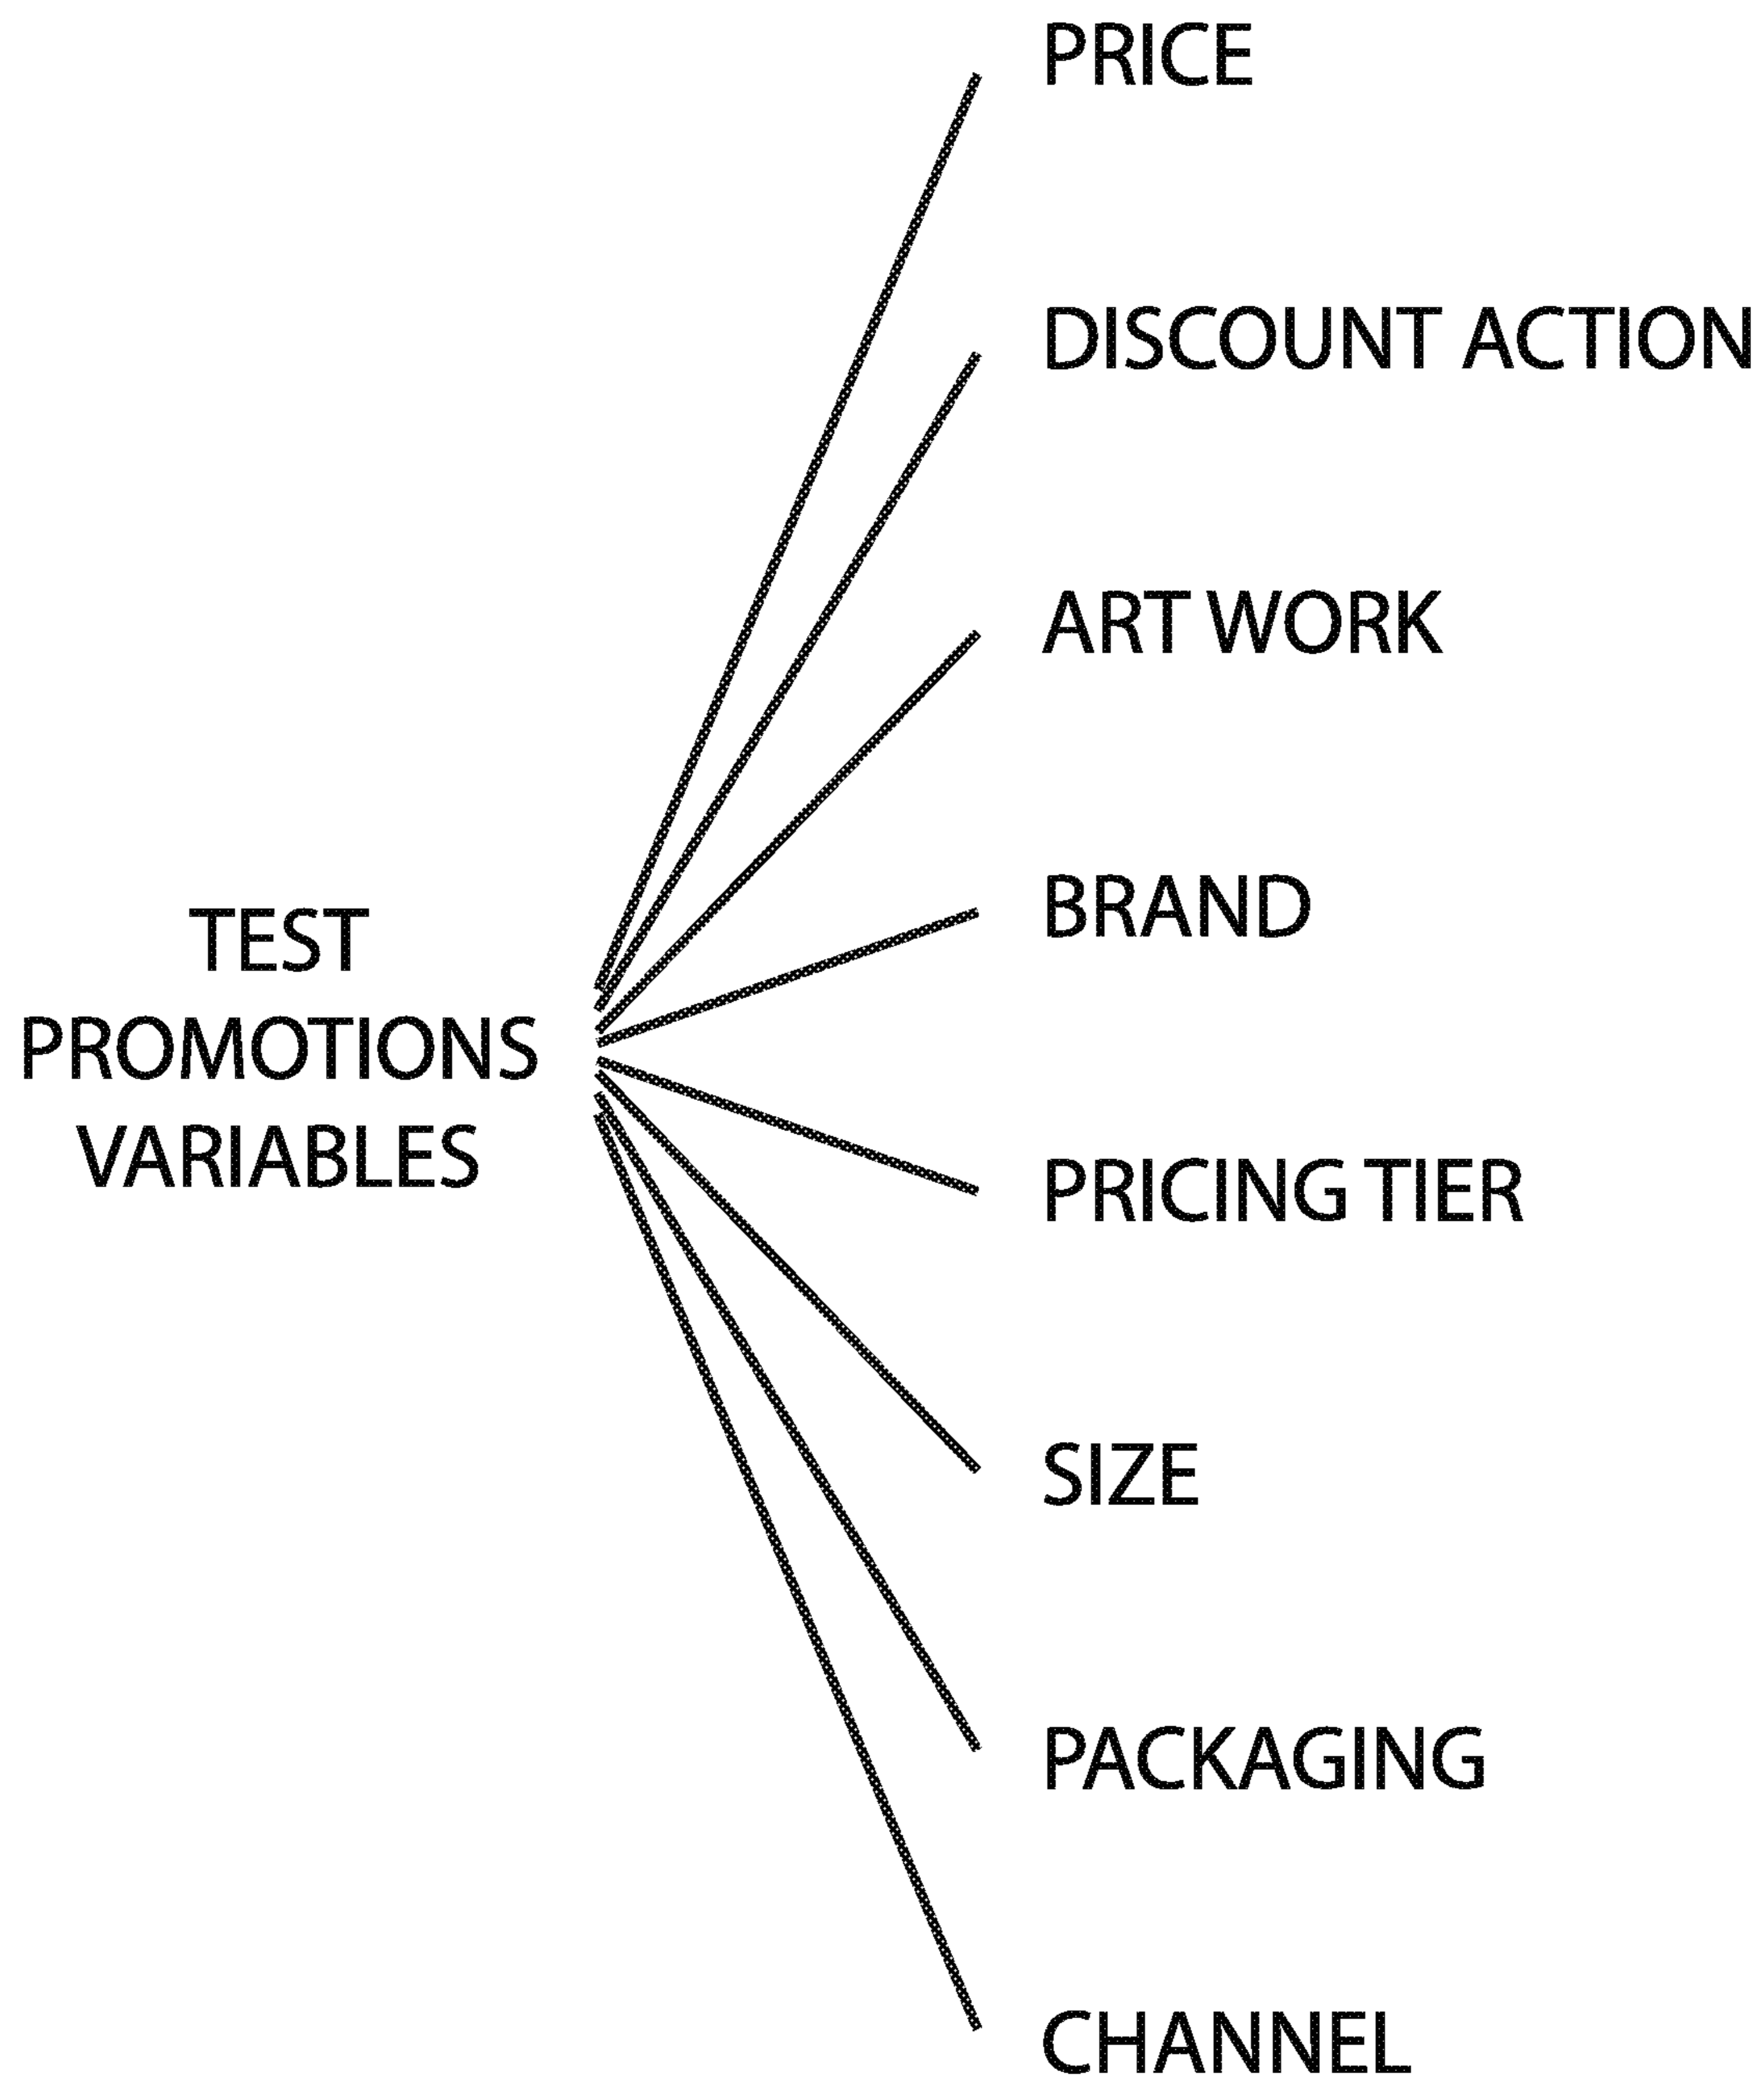 PRICE
DISCOUNT ACTION
ART WORK
BRAND
TEST
PROMOTIONS
VARIABLES
PRICING TIER
SIZE
PACKAGING
CHANNEL